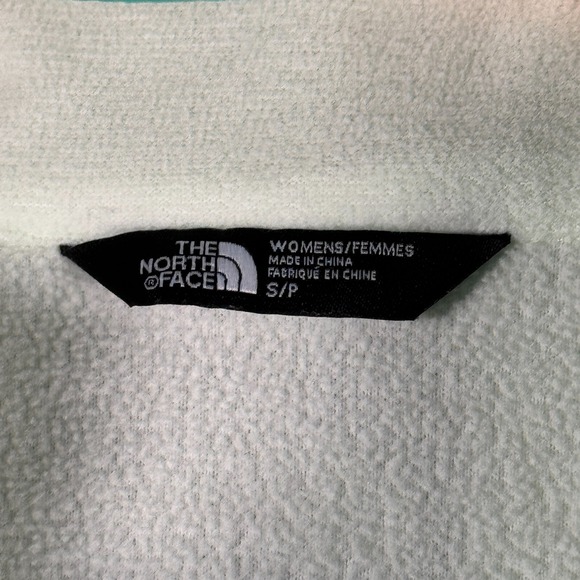 THE
NORTH
®FACE
WOMENS/FEMMES
MADE IN CHINA
FABRIQUÉ EN CHINE
S/P